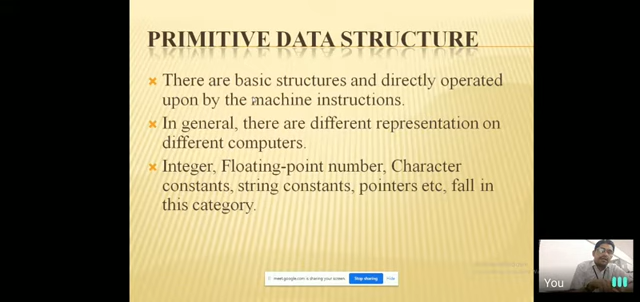 PRIMITIVE DATA STRUCTURE
There are basic structures and directly operated
upon by the machine instructions.
In general, there are different representation on
different computers.
Integer, Floating-point number, Character
constants, string constants, pointers etc, fall in
this category.
meet.google.com is sharing your screen.
Stop sharing
Hide
You